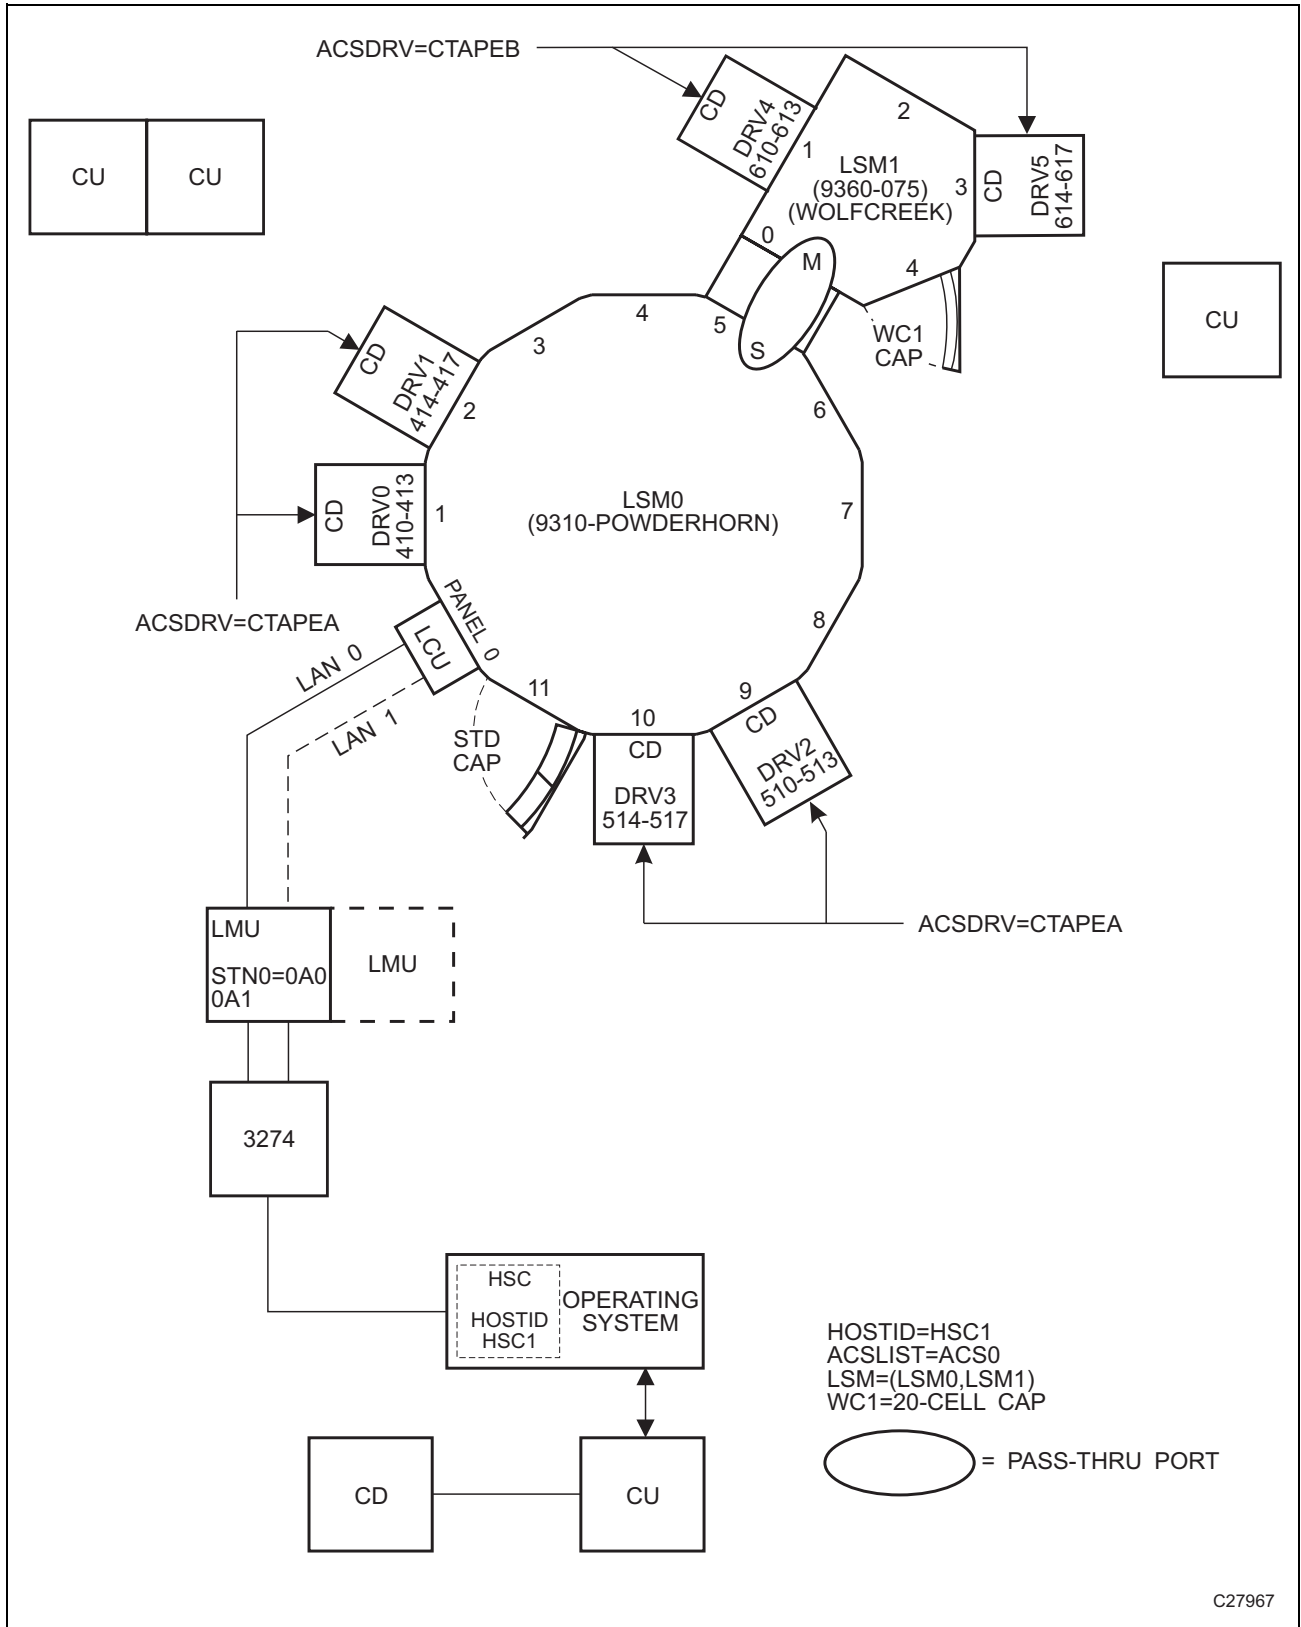 ACSDRV=CTAPEB
CD
DRV4
610-613
2
1
LSM1
(9360-075)
(WOLFCREEK)
3
CD
DRV5
614-617
CU
CU
0
M
4
5
S
WC1
CAP
CU
4
3
CD
DRV1
414-417
2
6
CD
DRV0
410-413
1
LSM0
(9310-POWDERHORN)
7
ACSDRV=CTAPEA
PANEL 0
LCU
LAN 0
LAN 1
8
9
CD
DRV2
510-513
10
CD
DRV3
514-517
11
STD
CAP
ACSDRV=CTAPEA
LMU
STN0=0A0
0A1
LMU
3274
HSC
HOSTID
HSC1
OPERATING
SYSTEM
HOSTID=HSC1
ACSLIST=ACS0
LSM=(LSM0,LSM1)
WC1=20-CELL CAP
= PASS-THRU PORT
CD
CU
C27967